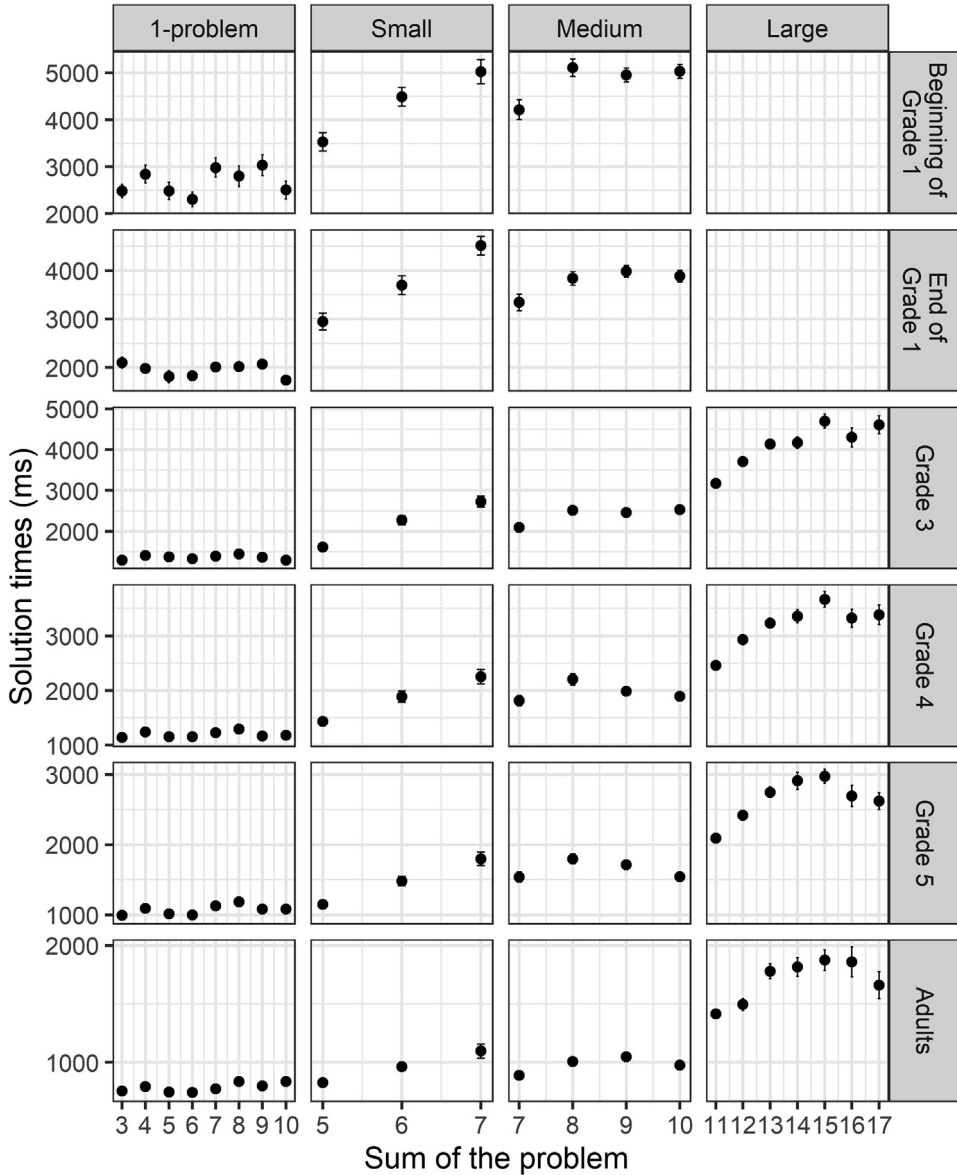 1-problem Small Medium Large
Beginning of
Grade 1
5000
4000
3000
2000
End of
Grade 1
4000
3000
2000
Grade 3
5000
4000
3000
2000
Grade 4
3000
2000
1000
Grade 5
3000
2000
1000
Adults
2000
1000
Solution times (ms)
3 4 5 6 7 8 9 10 5 6 7 7 8 9 10 11 12 13 14 15 16 17
Sum of the problem